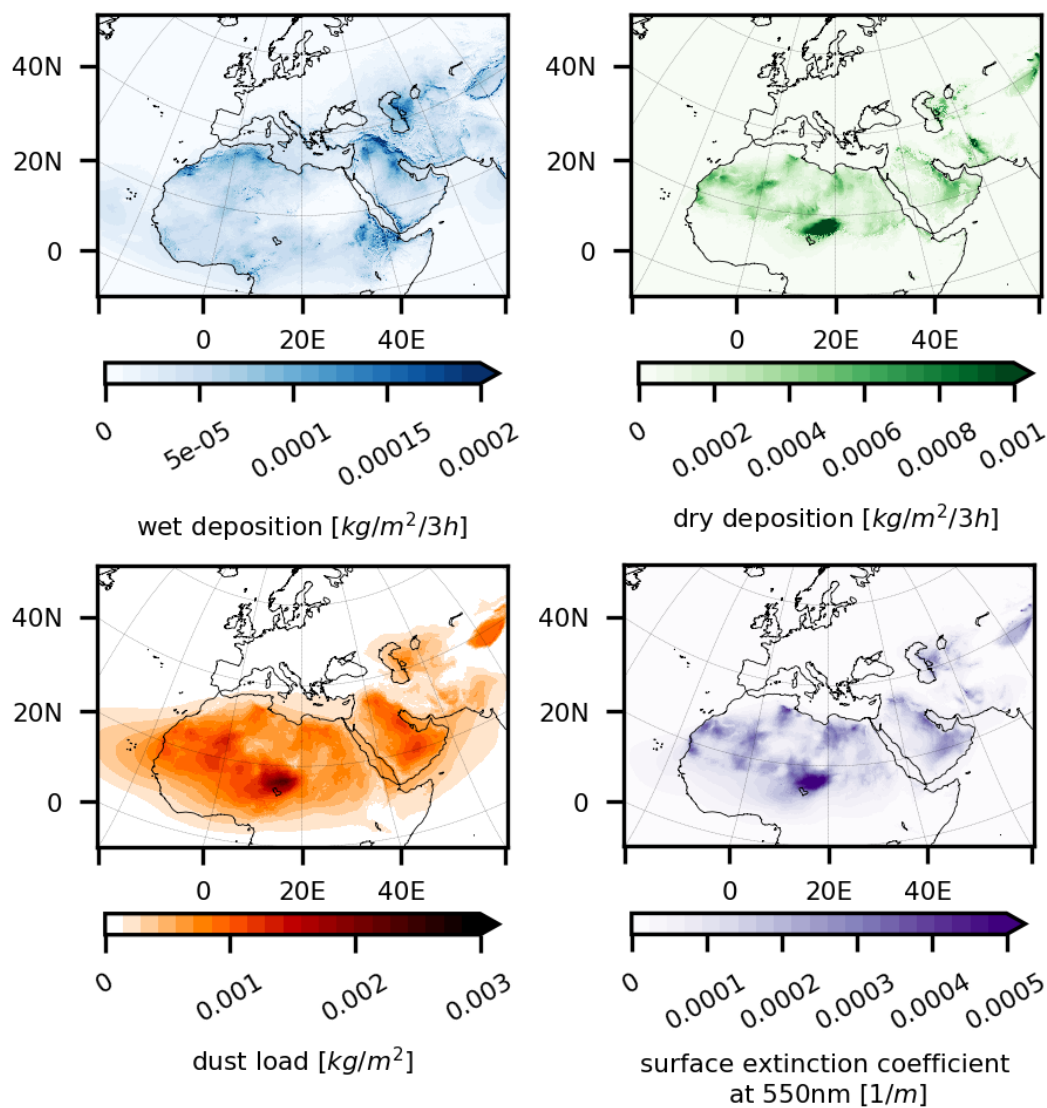 40N
20N
0
0 20E 40E
0 5e-05 0.0001 0.00015 0.0002
wet deposition [kg/m²/3h]
40N
20N
0
0 20E 40E
0 0.0002 0.0004 0.0006 0.0008 0.001
dry deposition [kg/m²/3h]
40N
20N
0
0 20E 40E
0 0.001 0.002 0.003
dust load [kg/m²]
40N
20N
0
0 20E 40E
0 0.0001 0.0002 0.0003 0.0004 0.0005
surface extinction coefficient
at 550nm [1/m]